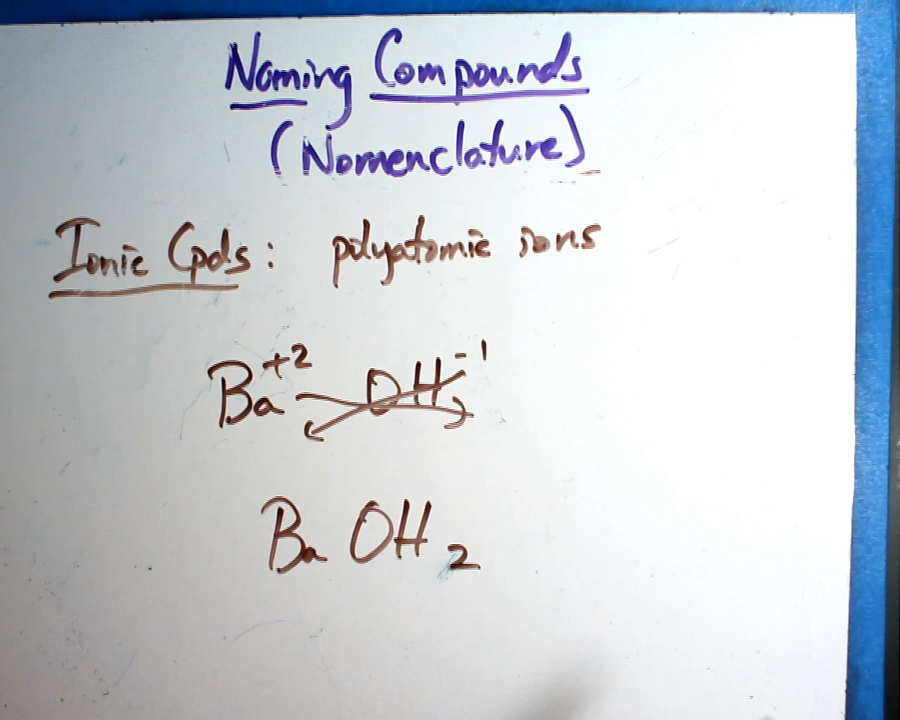 Naming Compounds
(Nomenclature)
Ionic Cpds: polyatomic ions
Ba+2 OH-1
Ba OH 2